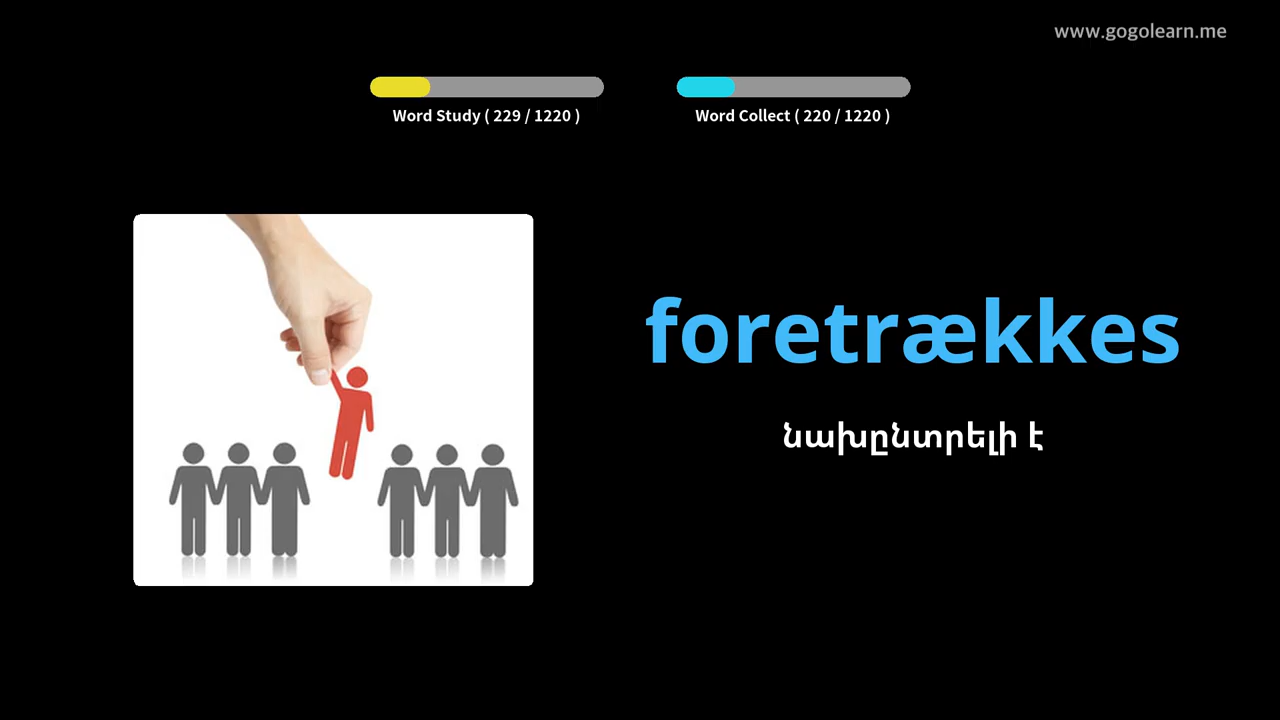 www.gogolearn.me
Word Study ( 229 / 1220 )
Word Collect ( 220 / 1220 )
foretrækkes
նախընտրելի է